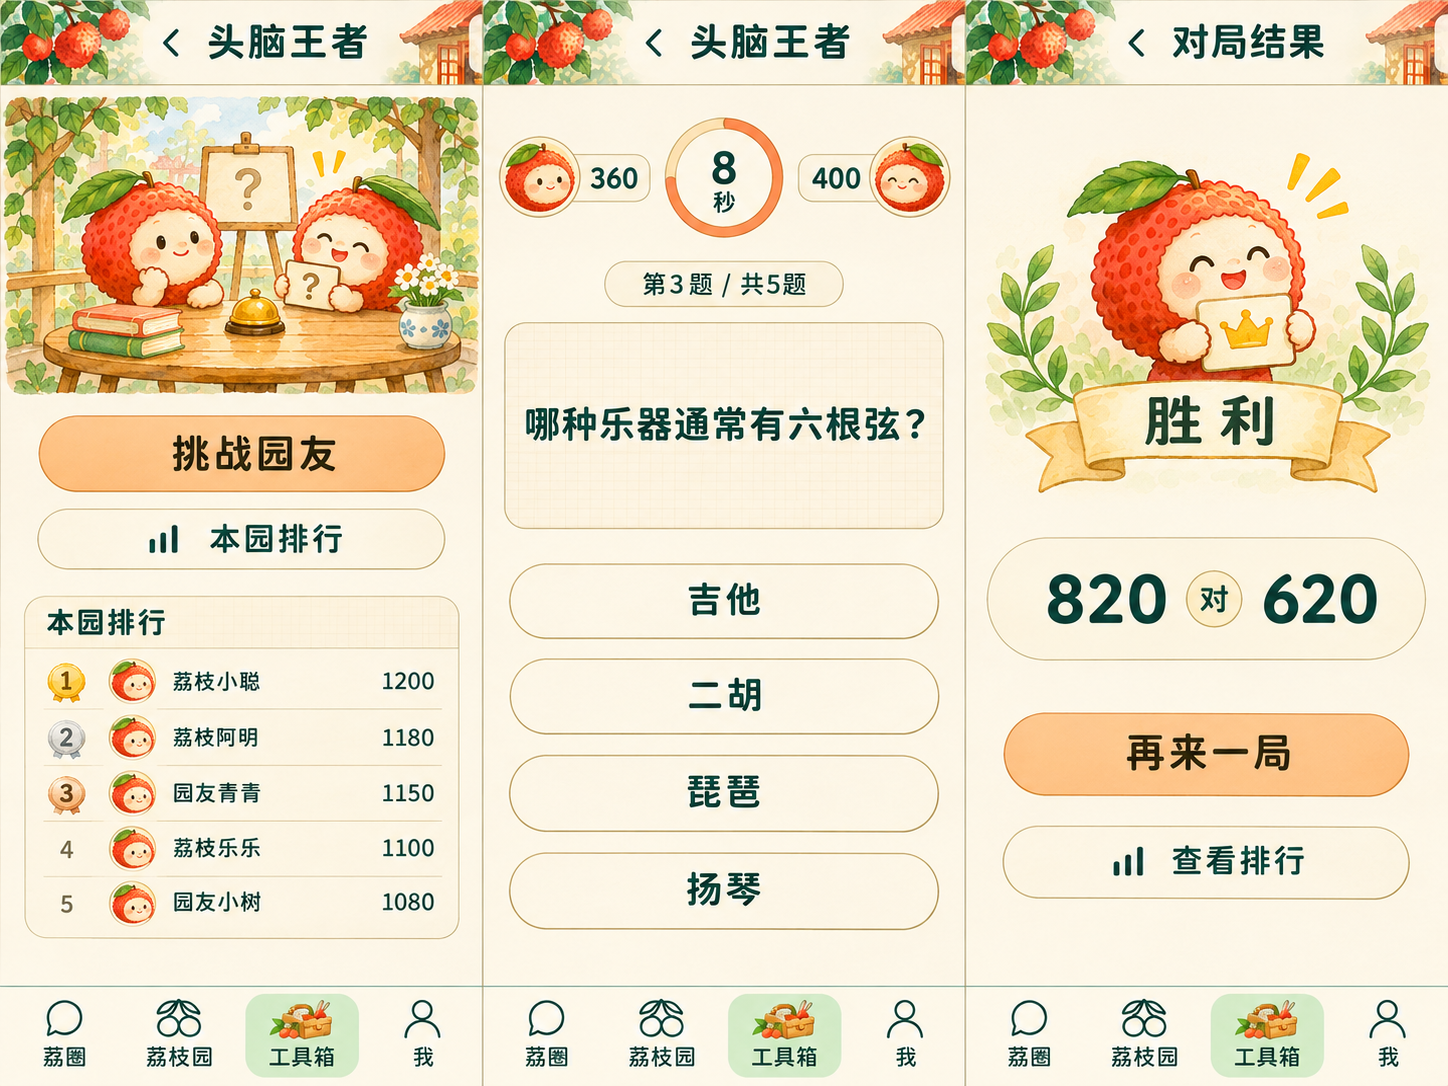 头脑王者
?
?
挑战园友
本园排行
本园排行
1 荔枝小聪 1200
2 荔枝阿明 1180
3 园友青青 1150
4 荔枝乐乐 1100
5 园友小树 1080
荔圈 荔枝园 工具箱 我
头脑王者
360 8 400
秒
第3题 / 共5题
哪种乐器通常有六根弦？
吉他
二胡
琵琶
扬琴
荔圈 荔枝园 工具箱 我
对局结果
胜利
820 对 620
再来一局
查看排行
荔圈 荔枝园 工具箱 我